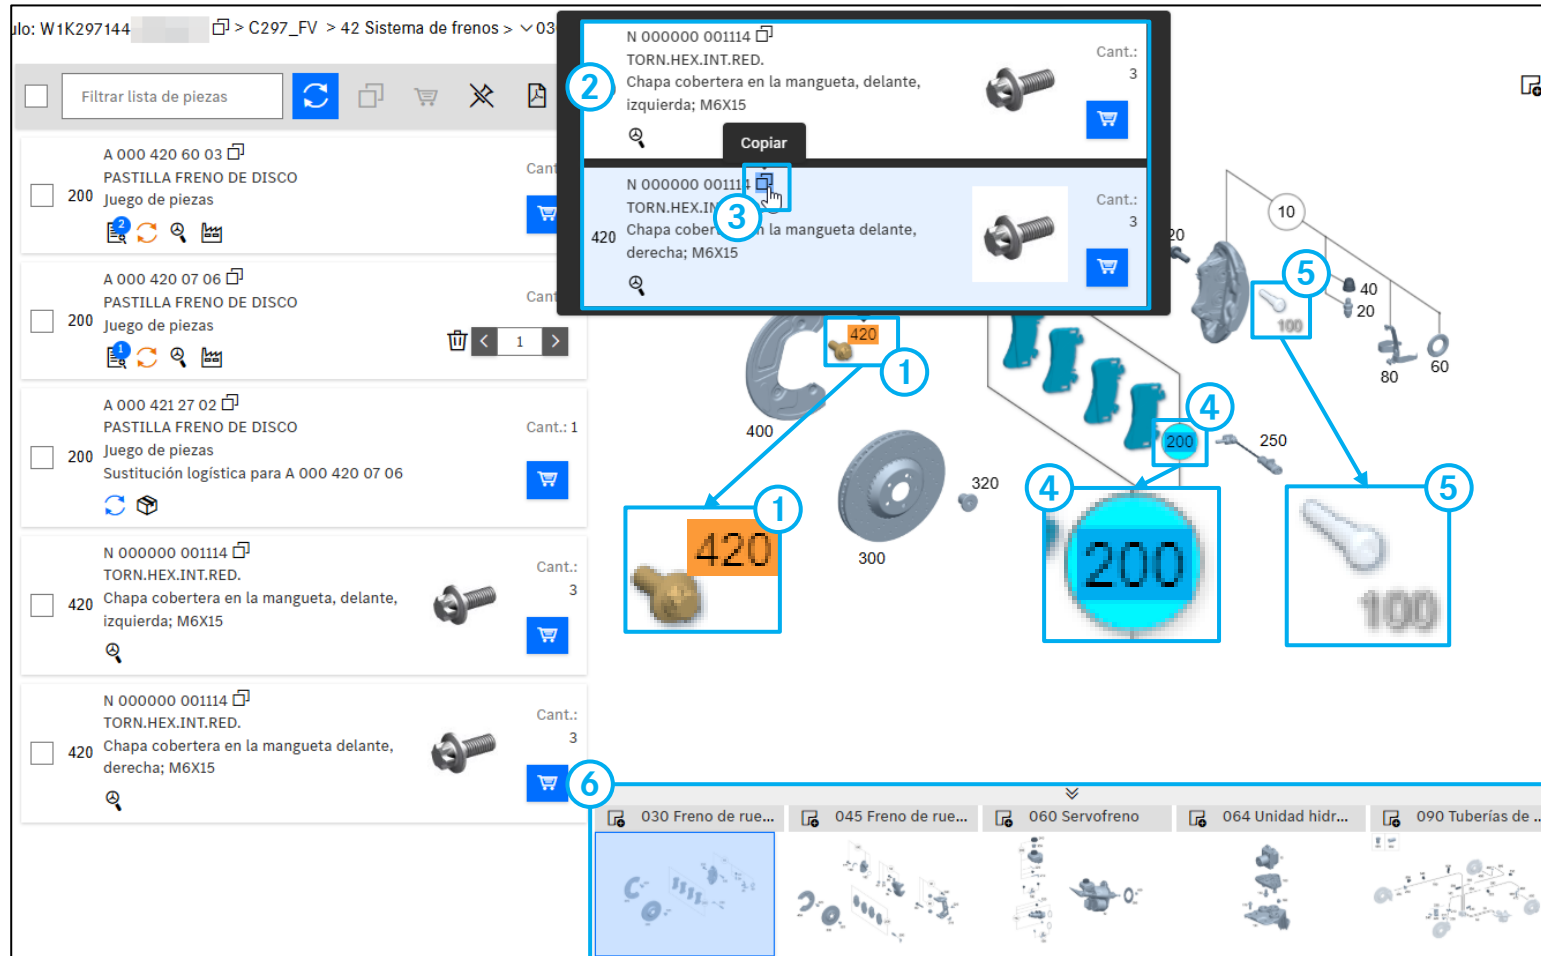 ulo: W1K297144 > C297_FV > 42 Sistema de frenos > 03
Filtrar lista de piezas
A 000 420 60 03
PASTILLA FRENO DE DISCO
Juego de piezas
200
2
Cant
A 000 420 07 06
PASTILLA FRENO DE DISCO
Juego de piezas
200
1
Cant
1
A 000 421 27 02
PASTILLA FRENO DE DISCO
Juego de piezas
Sustitución logística para A 000 420 07 06
200
Cant.: 1
N 000000 001114
TORN.HEX.INT.RED.
Chapa cobertera en la mangueta, delante,
izquierda; M6X15
420
Cant.:
3
N 000000 001114
TORN.HEX.INT.RED.
Chapa cobertera en la mangueta delante,
derecha; M6X15
420
Cant.:
3
2
N 000000 001114
TORN.HEX.INT.RED.
Chapa cobertera en la mangueta, delante,
izquierda; M6X15
Cant.:
3
Copiar
N 000000 001114
3
TORN.HEX.IN
420
Chapa cober n la mangueta delante,
derecha; M6X15
Cant.:
3
20
10
5
40
20
100
80
60
420
1
400
4
200
250
320
300
1
420
4
200
5
100
6
030 Freno de rue...
045 Freno de rue...
060 Servofreno
064 Unidad hidr...
090 Tuberías de ..